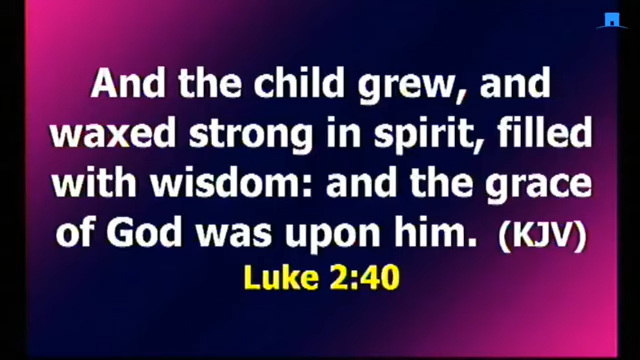 And the child grew, and
waxed strong in spirit, filled
with wisdom: and the grace
of God was upon him. (KJV)
Luke 2:40